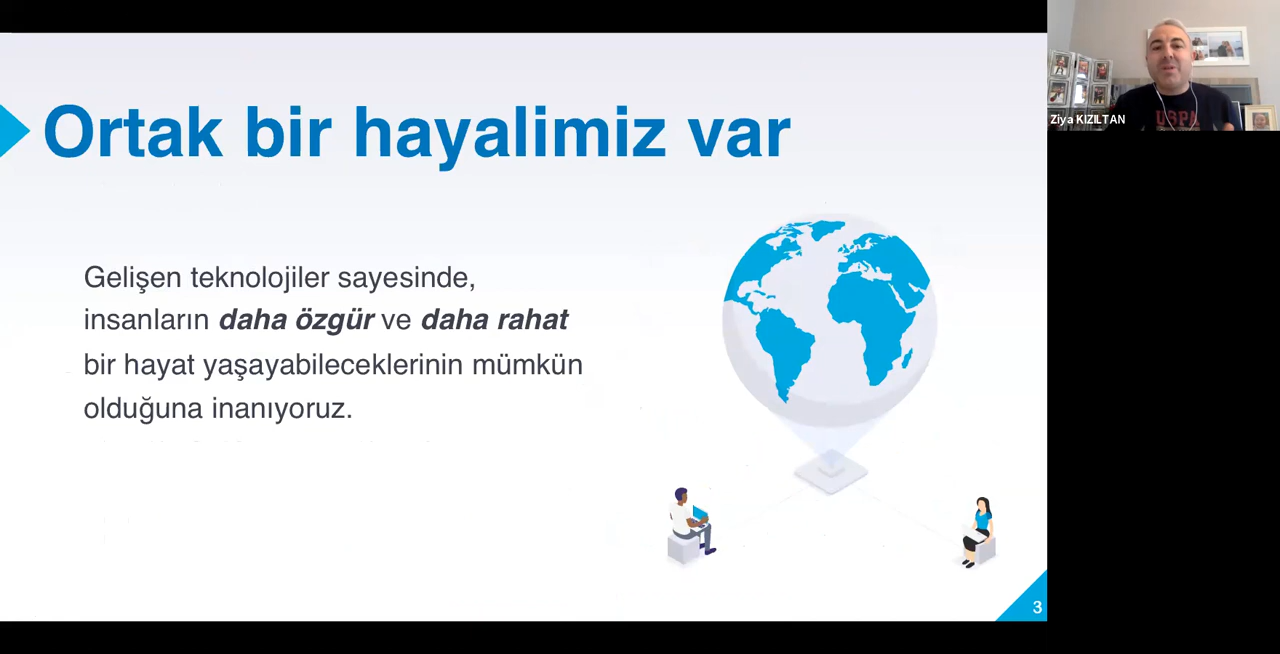 Ortak bir hayalimiz var
Gelişen teknolojiler sayesinde,
insanların daha özgür ve daha rahat
bir hayat yaşayabileceklerinin mümkün
olduğuna inanıyoruz.
3
Ziya KIZILTAN
USPA